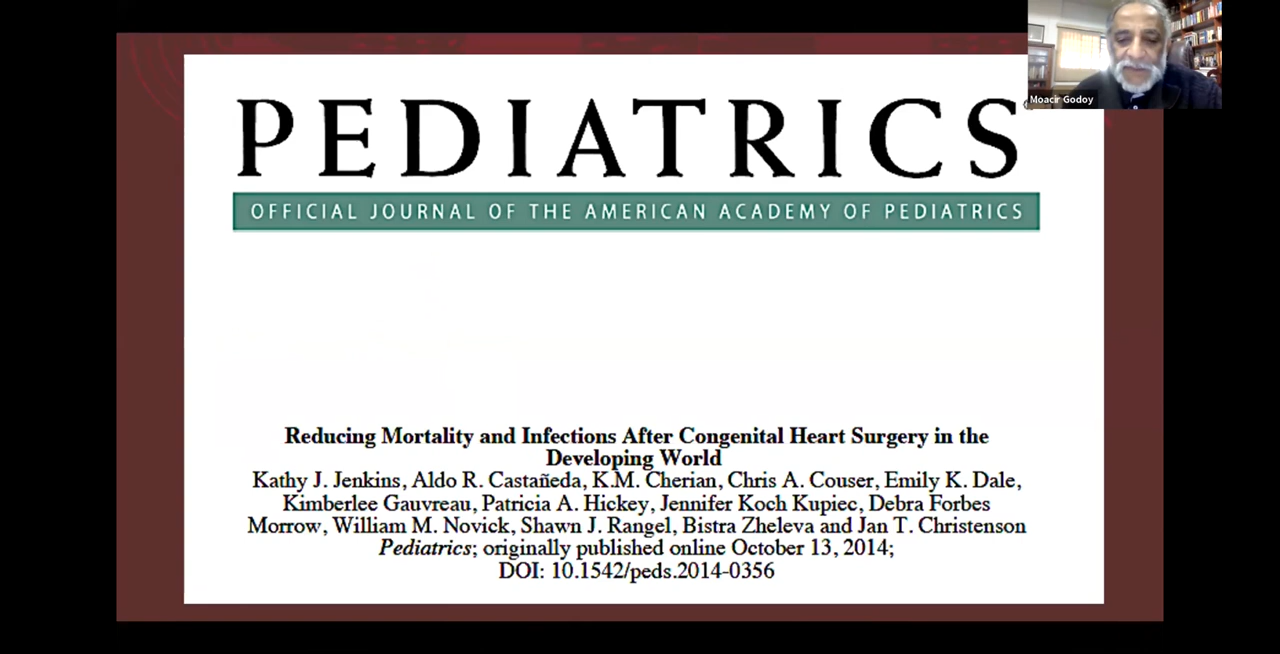 PEDIATRICS
OFFICIAL JOURNAL OF THE AMERICAN ACADEMY OF PEDIATRICS
Moacir Godoy
Reducing Mortality and Infections After Congenital Heart Surgery in the
Developing World
Kathy J. Jenkins, Aldo R. Castañeda, K.M. Cherian, Chris A. Couser, Emily K. Dale,
Kimberlee Gauvreau, Patricia A. Hickey, Jennifer Koch Kupiec, Debra Forbes
Morrow, William M. Novick, Shawn J. Rangel, Bistra Zheleva and Jan T. Christenson
Pediatrics; originally published online October 13, 2014;
DOI: 10.1542/peds.2014-0356